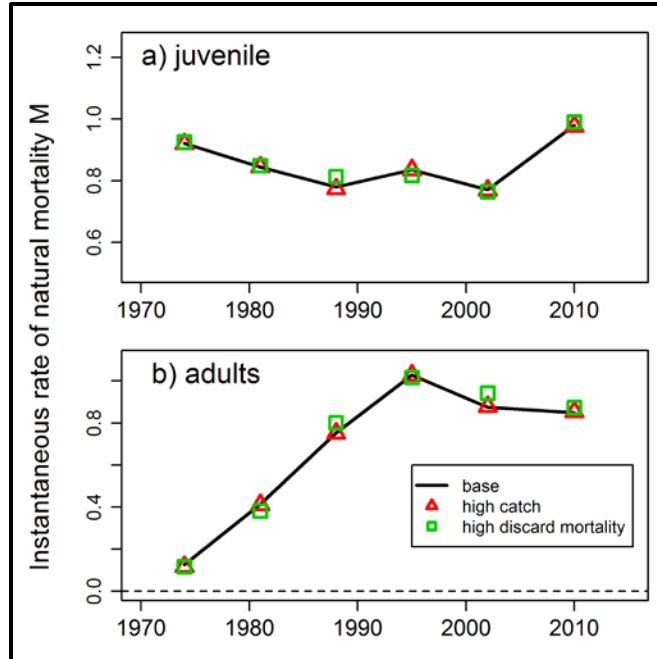 Instantaneous rate of natural mortality M
a) juvenile
1.2
1.0
0.8
0.6
1970 1980 1990 2000 2010
b) adults
0.8
0.4
0.0
base
high catch
high discard mortality
1970 1980 1990 2000 2010